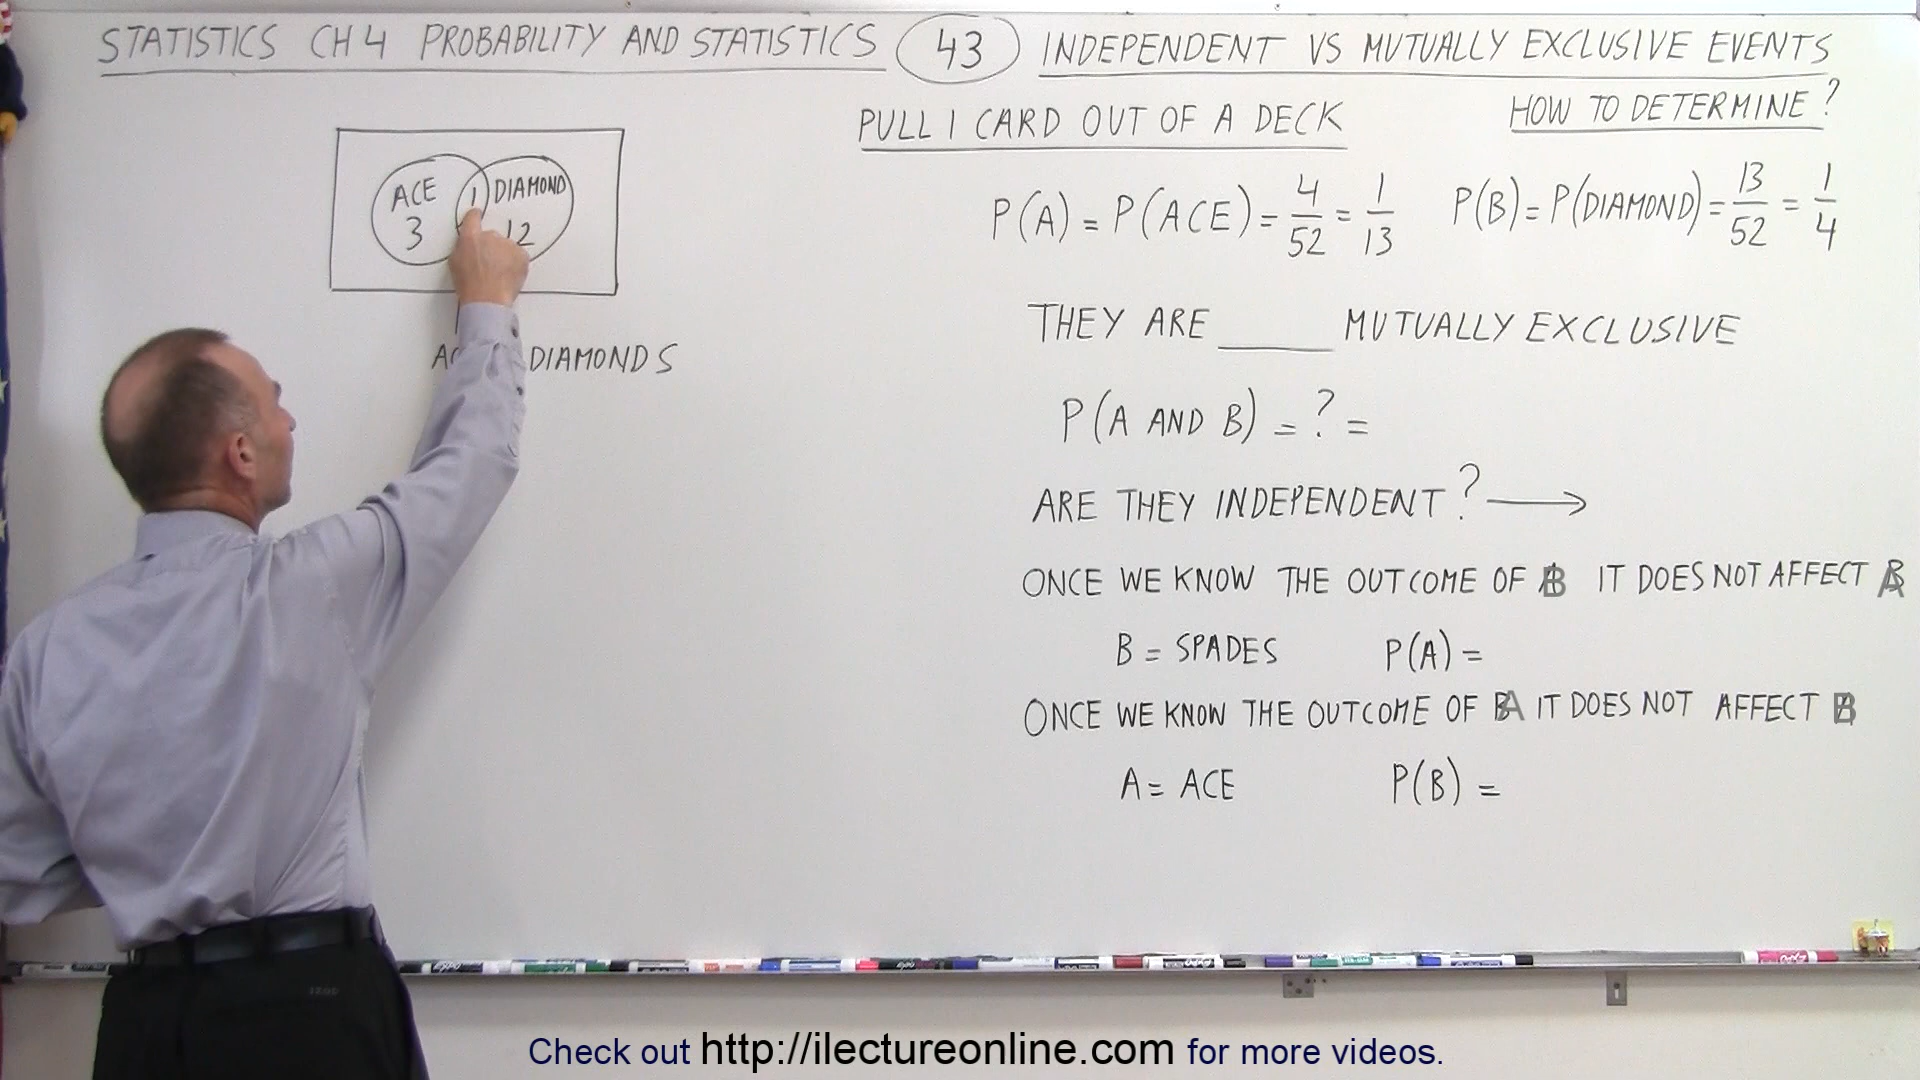 STATISTICS CH 4 PROBABILITY AND STATISTICS 43 INDEPENDENT VS MUTUALLY EXCLUSIVE EVENTS
PULL 1 CARD OUT OF A DECK
HOW TO DETERMINE?
ACE 1 DIAMOND
3 12
DIAMONDS
P(A) = P(ACE) = 4/52 = 1/13
P(B) = P(DIAMOND) = 13/52 = 1/4
THEY ARE ____ MUTUALLY EXCLUSIVE
P(A AND B) = ? =
ARE THEY INDEPENDENT? →
ONCE WE KNOW THE OUTCOME OF B IT DOES NOT AFFECT A
B = SPADES P(A) =
ONCE WE KNOW THE OUTCOME OF A IT DOES NOT AFFECT B
A = ACE P(B) =
Check out http://ilectureonline.com for more videos.